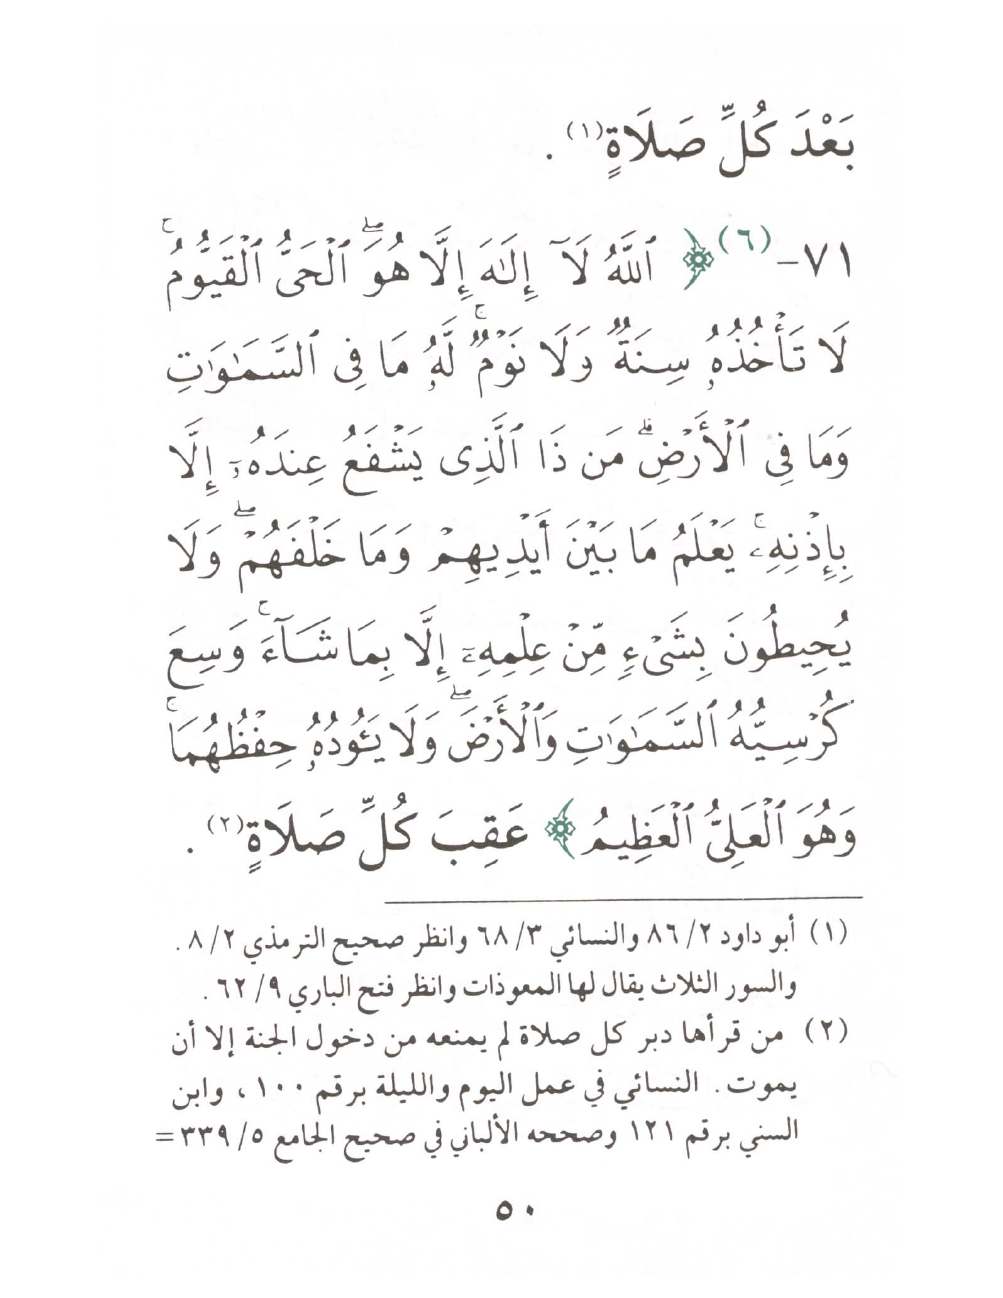 بَعْدَ كُلِّ صَلَاةٍ(١) .
٧١-(٦) ﴿ ٱللَّهُ لَآ إِلَٰهَ إِلَّا هُوَ ۖ ٱلْحَىُّ ٱلْقَيُّومُ ۚ
لَا تَأْخُذُهُۥ سِنَةٌ وَلَا نَوْمٌ ۚ لَّهُۥ مَا فِى ٱلسَّمَٰوَٰتِ
وَمَا فِى ٱلْأَرْضِ ۗ مَن ذَا ٱلَّذِى يَشْفَعُ عِندَهُۥٓ إِلَّا
بِإِذْنِهِۦ ۚ يَعْلَمُ مَا بَيْنَ أَيْدِيهِمْ وَمَا خَلْفَهُمْ ۖ وَلَا
يُحِيطُونَ بِشَىْءٍ مِّنْ عِلْمِهِۦٓ إِلَّا بِمَا شَآءَ ۚ وَسِعَ
كُرْسِيُّهُ ٱلسَّمَٰوَٰتِ وَٱلْأَرْضَ ۖ وَلَا يَـُٔودُهُۥ حِفْظُهُمَا ۚ
وَهُوَ ٱلْعَلِىُّ ٱلْعَظِيمُ ﴾ عَقِبَ كُلِّ صَلَاةٍ(٢) .
(١) أبو داود ٨٦/٢ والنسائي ٦٨/٣ وانظر صحيح الترمذي ٨/٢ .
والسور الثلاث يقال لها المعوذات وانظر فتح الباري ٦٢/٩ .
(٢) من قرأها دبر كل صلاة لم يمنعه من دخول الجنة إلا أن
يموت . النسائي في عمل اليوم والليلة برقم ١٠٠ ، وابن
السني برقم ١٢١ وصححه الألباني في صحيح الجامع ٣٣٩/٥ =
٥٠